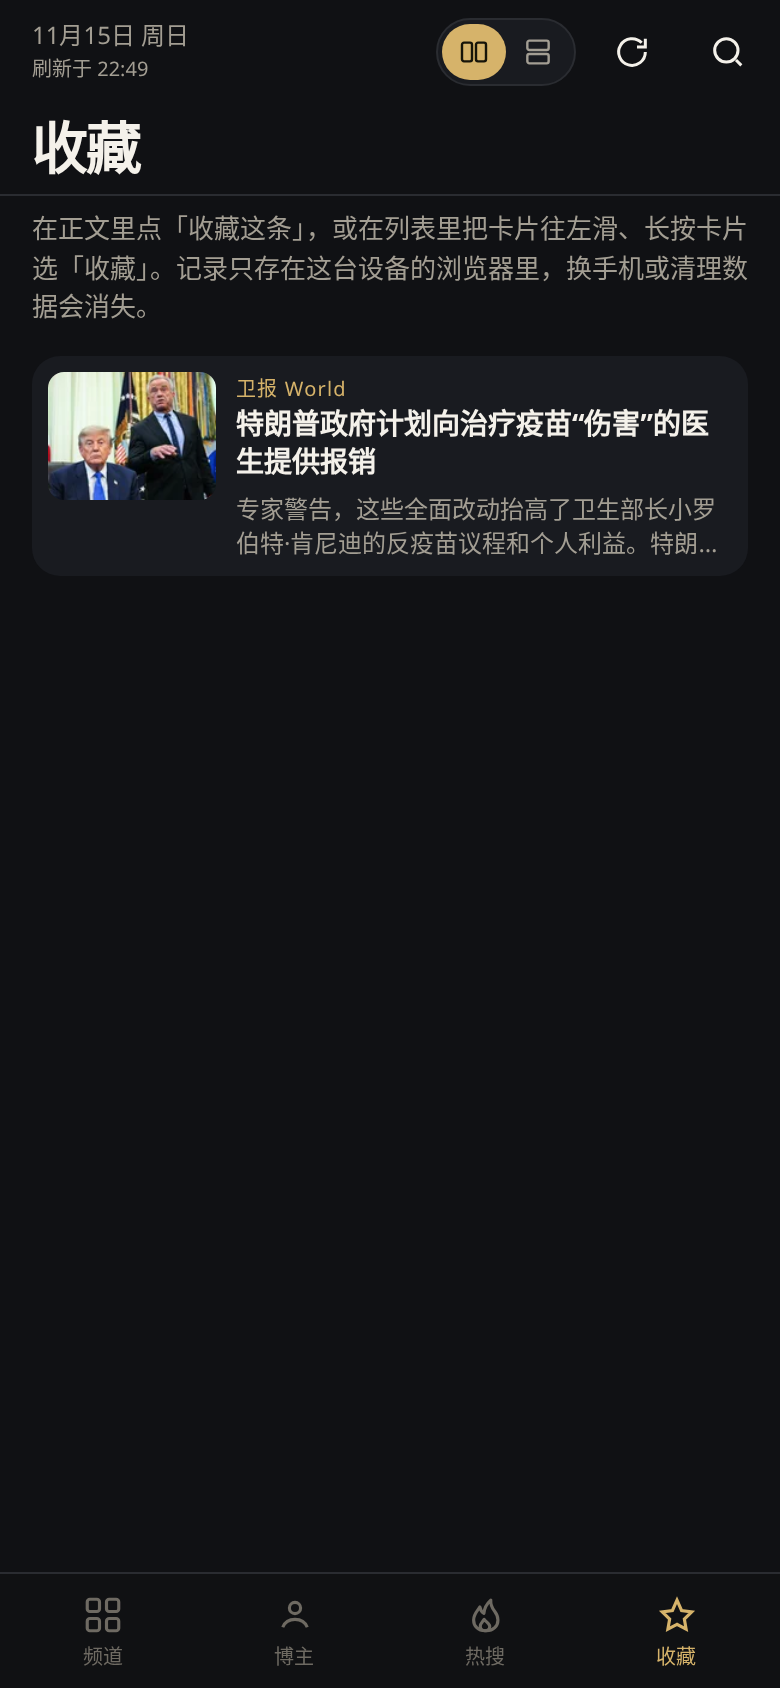 11月15日 周日
刷新于 22:49
收藏
在正文里点「收藏这条」，或在列表里把卡片往左滑、长按卡片
选「收藏」。记录只存在这台设备的浏览器里，换手机或清理数
据会消失。
卫报 World
特朗普政府计划向治疗疫苗“伤害”的医
生提供报销
专家警告，这些全面改动抬高了卫生部长小罗
伯特·肯尼迪的反疫苗议程和个人利益。特朗...
频道
博主
热搜
收藏